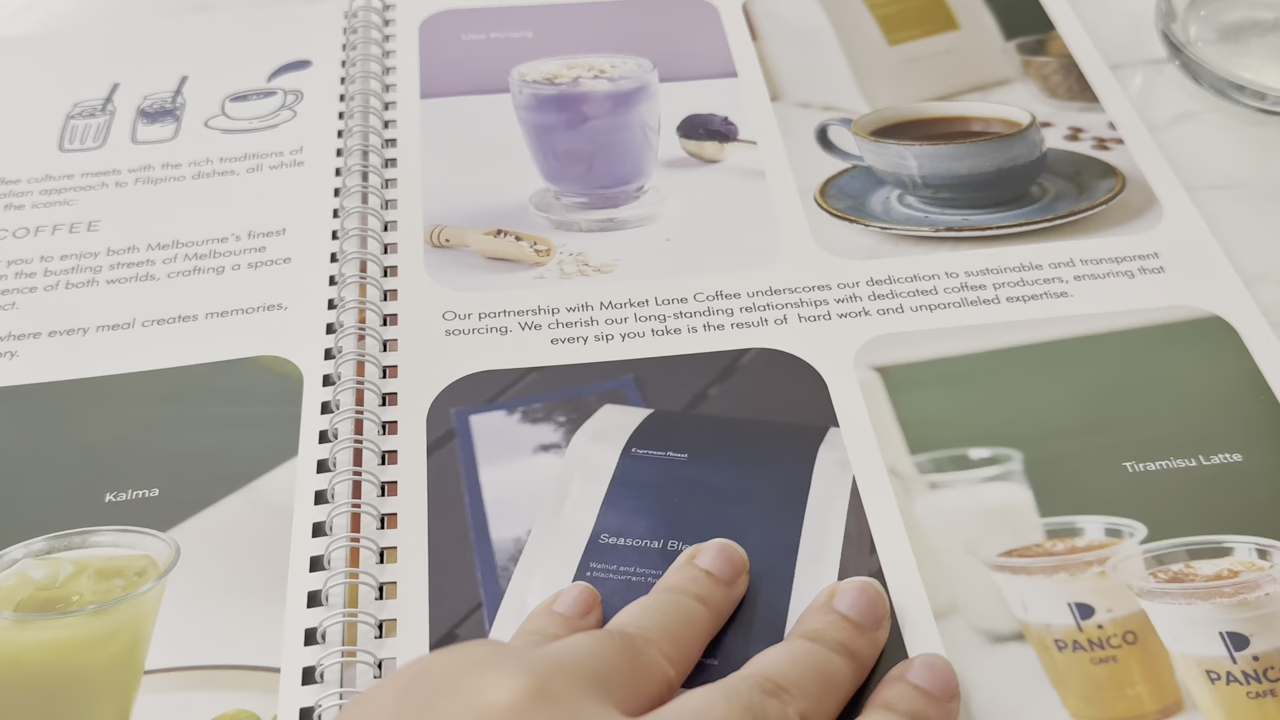 ffee culture meets with the rich traditions of
alian approach to Filipino dishes, all while
the iconic:
COFFEE
you to enjoy both Melbourne's finest
n the bustling streets of Melbourne
ence of both worlds, crafting a space
ct.
where every meal creates memories,
ory.
Kalma
Ube Pinipig
Our partnership with Market Lane Coffee underscores our dedication to sustainable and transparent
sourcing. We cherish our long-standing relationships with dedicated coffee producers, ensuring that
every sip you take is the result of hard work and unparalleled expertise.
Espresso Roast
Seasonal Ble
Walnut and brown
a blackcurrant fin
Tiramisu Latte
P.
PANCO
CAFE
P.
PANC
CAFE